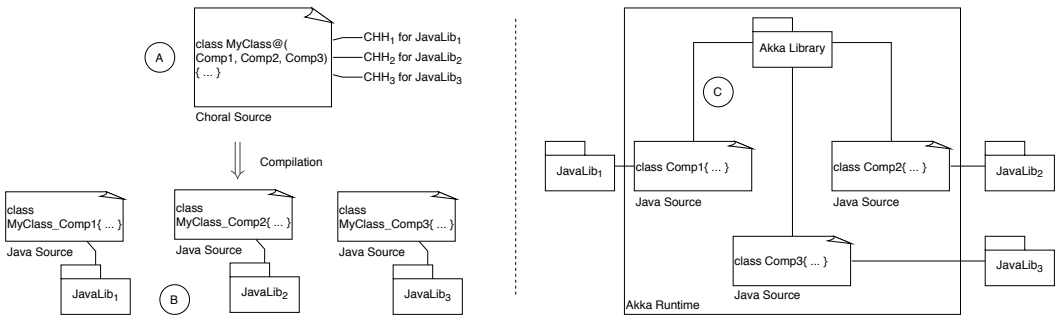 A
class MyClass@(
Comp1, Comp2, Comp3)
{ ... }
CHH₁ for JavaLib₁
CHH₂ for JavaLib₂
CHH₃ for JavaLib₃
Choral Source
Compilation
class
MyClass_Comp1{ ... }
Java Source
JavaLib₁
class
MyClass_Comp2{ ... }
Java Source
JavaLib₂
class
MyClass_Comp3{ ... }
Java Source
JavaLib₃
B
Akka Library
C
JavaLib₁
class Comp1{ ... }
Java Source
class Comp2{ ... }
Java Source
JavaLib₂
class Comp3{ ... }
Java Source
JavaLib₃
Akka Runtime